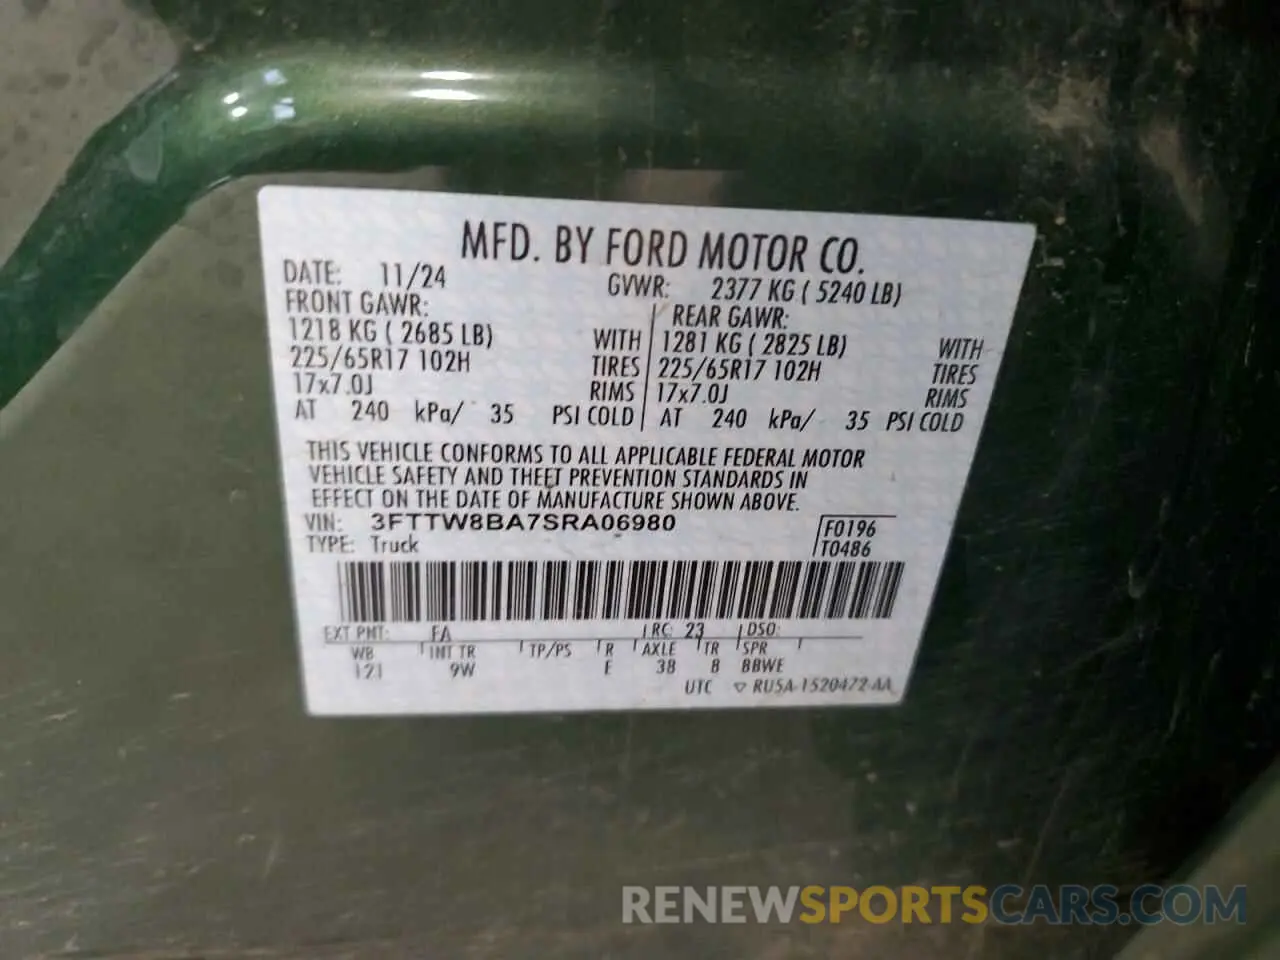 MFD. BY FORD MOTOR CO.
DATE: 11/24 GVWR: 2377 KG ( 5240 LB)
FRONT GAWR: REAR GAWR:
1218 KG ( 2685 LB) WITH 1281 KG ( 2825 LB) WITH
225/65R17 102H TIRES 225/65R17 102H TIRES
17x7.0J RIMS 17x7.0J RIMS
AT 240 kPa/ 35 PSI COLD AT 240 kPa/ 35 PSI COLD
THIS VEHICLE CONFORMS TO ALL APPLICABLE FEDERAL MOTOR
VEHICLE SAFETY AND THEFT PREVENTION STANDARDS IN
EFFECT ON THE DATE OF MANUFACTURE SHOWN ABOVE.
VIN: 3FTTW8BA7SRA06980 F0196
TYPE: Truck T0486
EXT PNT: FA RC: 23 DSO:
WB INT TR TP/PS R AXLE TR SPR
121 9W E 38 8 BBWE
UTC ▽ RU5A-1520472-AA
RENEWSPORTSCARS.COM